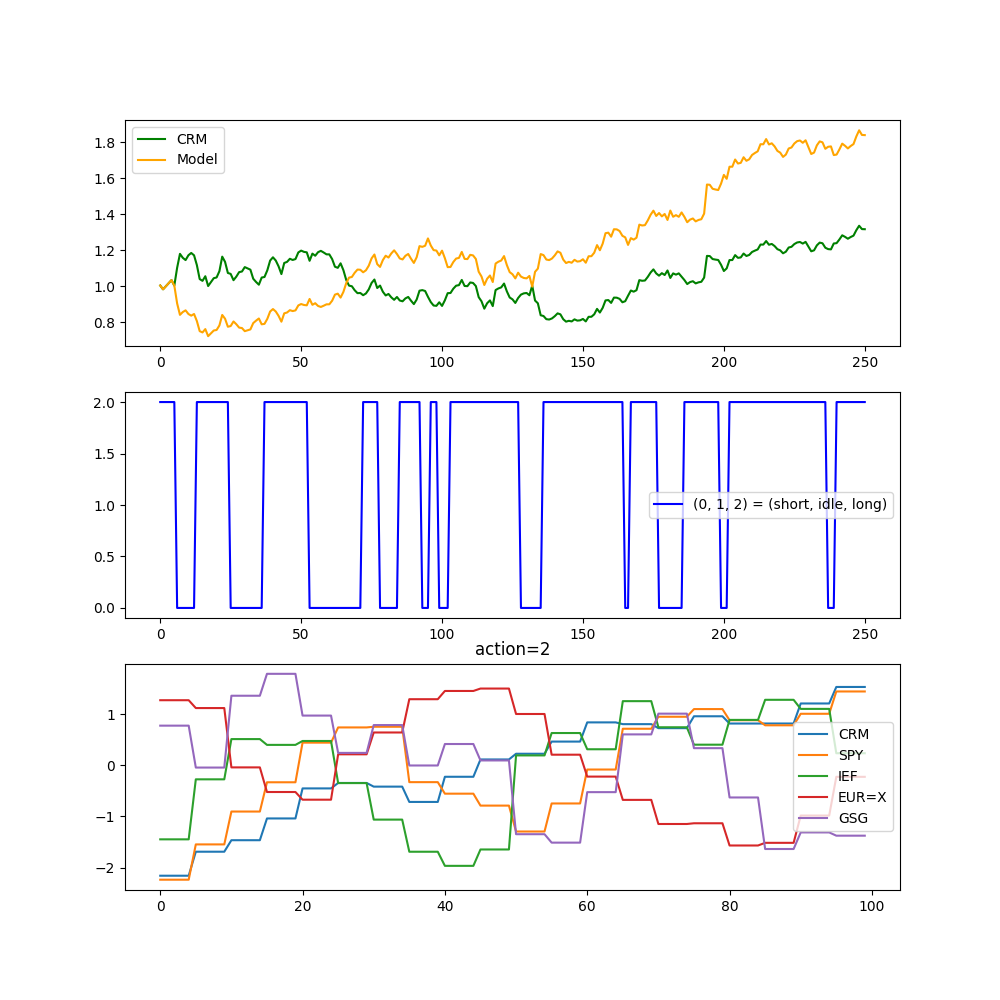 CRM
Model
1.8
1.6
1.4
1.2
1.0
0.8
0 50 100 150 200 250
2.0
1.5
1.0
0.5
0.0
(0, 1, 2) = (short, idle, long)
0 50 100 150 200 250
action=2
1
0
−1
−2
CRM
SPY
IEF
EUR=X
GSG
0 20 40 60 80 100